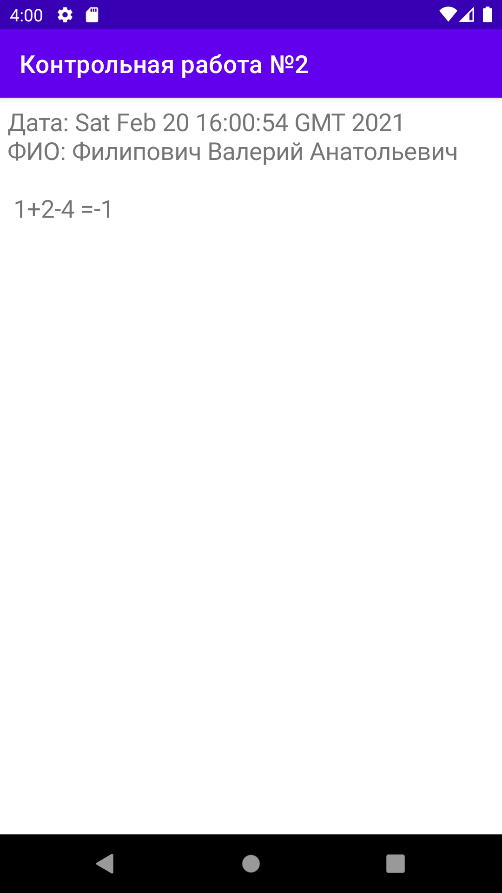 4:00
Контрольная работа №2
Дата: Sat Feb 20 16:00:54 GMT 2021
ФИО: Филипович Валерий Анатольевич
1+2-4 =-1